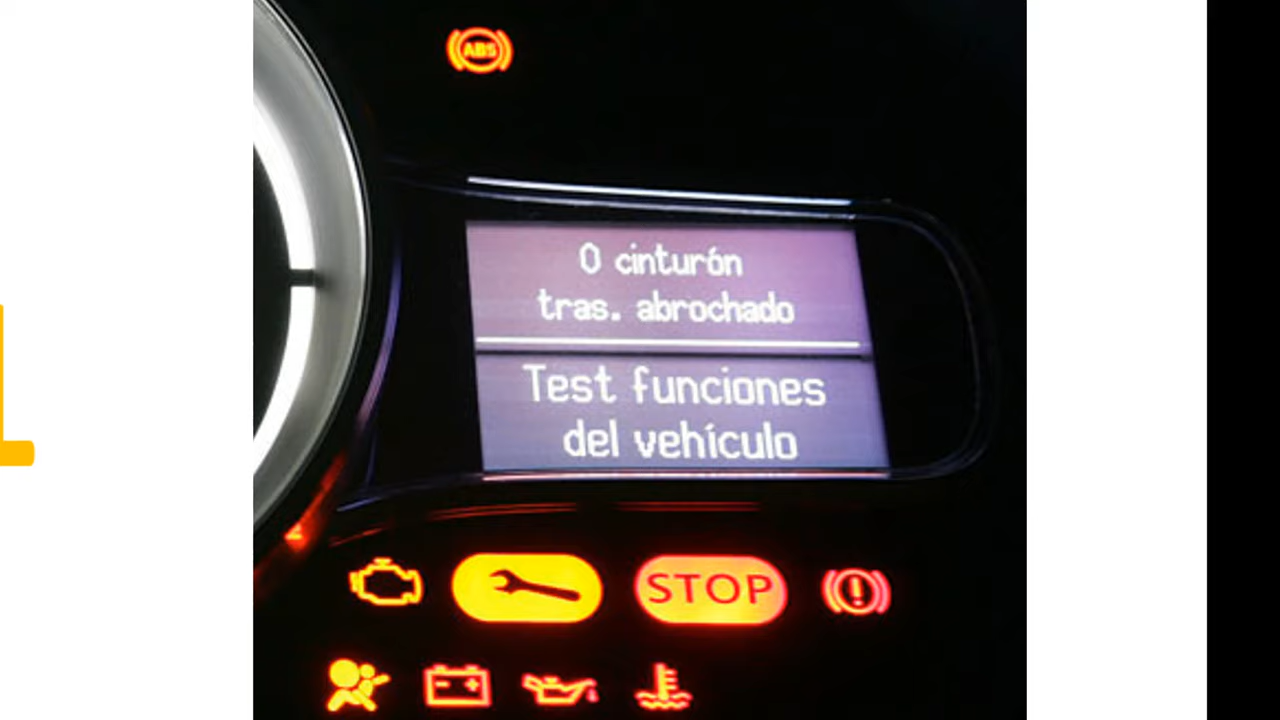 ABS
0 cinturón
tras. abrochado
Test funciones
del vehículo
STOP